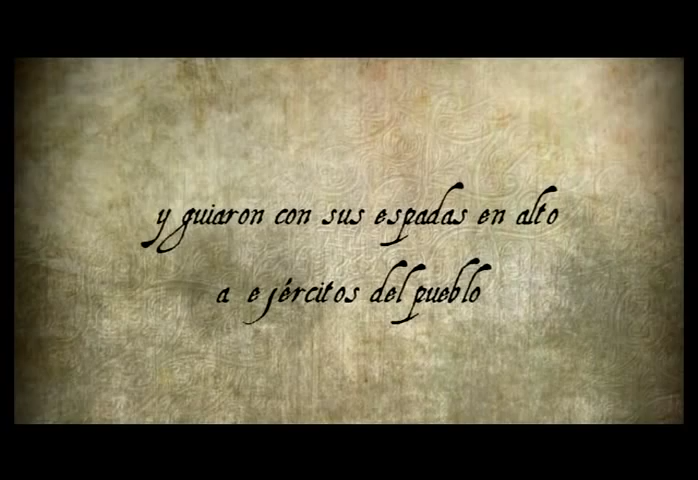 y guiaron con sus espadas en alto
a ejércitos del pueblo